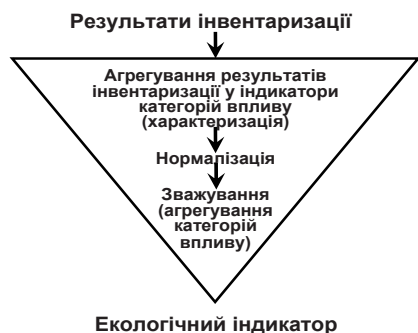 Результати інвентаризації
Агрегування результатів
інвентаризації у індикатори
категорій впливу
(характеризація)
Нормалізація
Зважування
(агрегування
категорій
впливу)
Екологічний індикатор